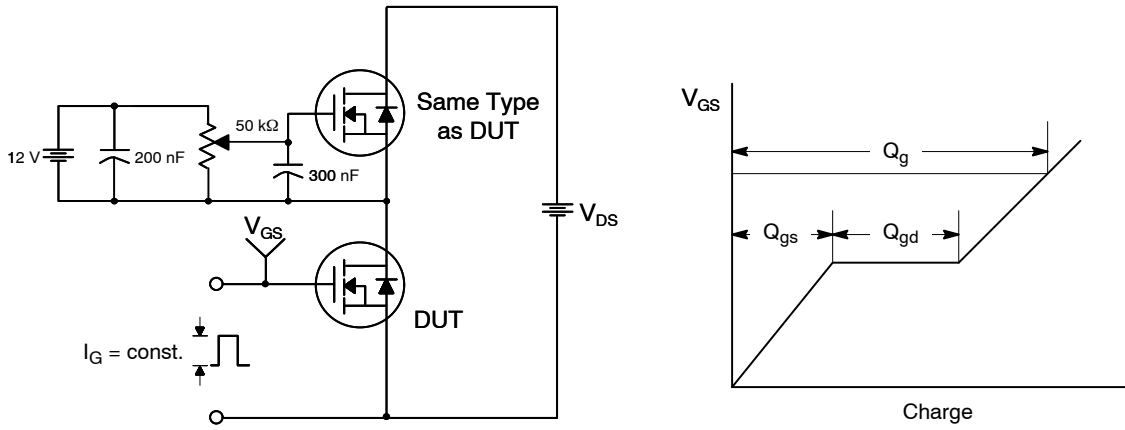 Same Type
as DUT
50 kΩ
12 V
200 nF
300 nF
V_GS
V_DS
DUT
I_G = const.
V_GS
Q_g
Q_gs
Q_gd
Charge